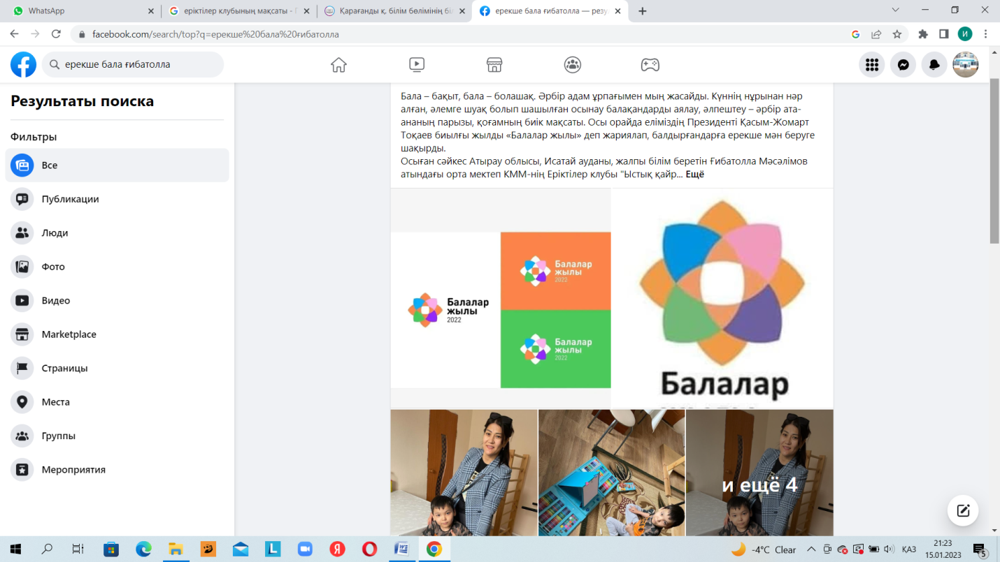 WhatsApp
еріктілер клубының мақсаты - Г
Қарағанды қ. білім бөлімінің біл
ерекше бала ғибатолла — резу
facebook.com/search/top?q=ерекше%20бала%20ғибатолла
И
ерекше бала ғибатолла
Результаты поиска
Фильтры
Все
Публикации
Люди
Фото
Видео
Marketplace
Страницы
Места
Группы
Мероприятия
Бала – бақыт, бала – болашақ. Әрбір адам ұрпағымен мың жасайды. Күннің нұрынан нәр
алған, әлемге шуақ болып шашылған осынау балақандарды аялау, әлпештеу – әрбір ата-
ананың парызы, қоғамның биік мақсаты. Осы орайда еліміздің Президенті Қасым-Жомарт
Тоқаев биылғы жылды «Балалар жылы» деп жариялап, балдырғандарға ерекше мән беруге
шақырды.
Осыған сәйкес Атырау облысы, Исатай ауданы, жалпы білім беретін Ғибатолла Мәсәлімов
атындағы орта мектеп КММ-нің Еріктілер клубы "Ыстық қайр... Ещё
Балалар
жылы
2022
Балалар
жылы
2022
Балалар
жылы
2022
Балалар
и ещё 4
-4°C Clear
ҚАЗ
21:23
15.01.2023
5